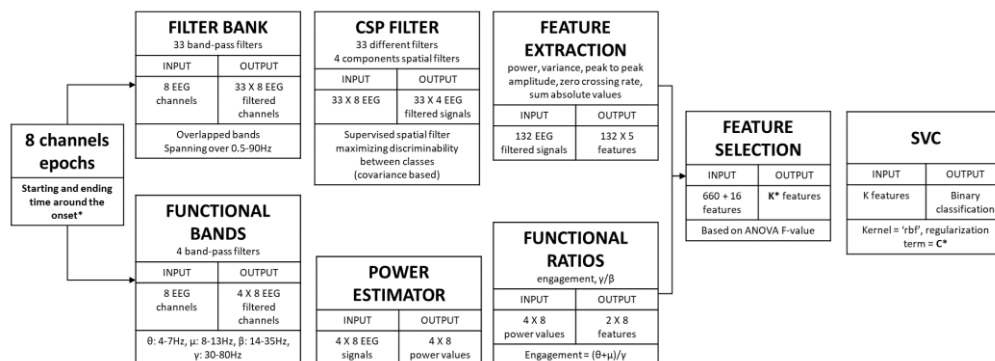 8 channels
epochs
Starting and ending
time around the
onset*
FILTER BANK
33 band-pass filters
INPUT
OUTPUT
8 EEG
channels
33 X 8 EEG
filtered
channels
Overlapped bands
Spanning over 0.5-90Hz
CSP FILTER
33 different filters
4 components spatial filters
INPUT
OUTPUT
33 X 8 EEG
33 X 4 EEG
filtered signals
Supervised spatial filter
maximizing discriminability
between classes
(covariance based)
FEATURE
EXTRACTION
power, variance, peak to peak
amplitude, zero crossing rate,
sum absolute values
INPUT
OUTPUT
132 EEG
filtered signals
132 X 5
features
FUNCTIONAL
BANDS
4 band-pass filters
INPUT
OUTPUT
8 EEG
channels
4 X 8 EEG
filtered
channels
θ: 4-7Hz, μ: 8-13Hz, β: 14-35Hz,
γ: 30-80Hz
POWER
ESTIMATOR
INPUT
OUTPUT
4 X 8 EEG
signals
4 X 8
power values
FUNCTIONAL
RATIOS
engagement, γ/β
INPUT
OUTPUT
4 X 8
power values
2 X 8
features
Engagement = (θ+μ)/γ
FEATURE
SELECTION
INPUT
OUTPUT
660 + 16
features
K* features
Based on ANOVA F-value
SVC
INPUT
OUTPUT
K features
Binary
classification
Kernel = 'rbf', regularization
term = C*